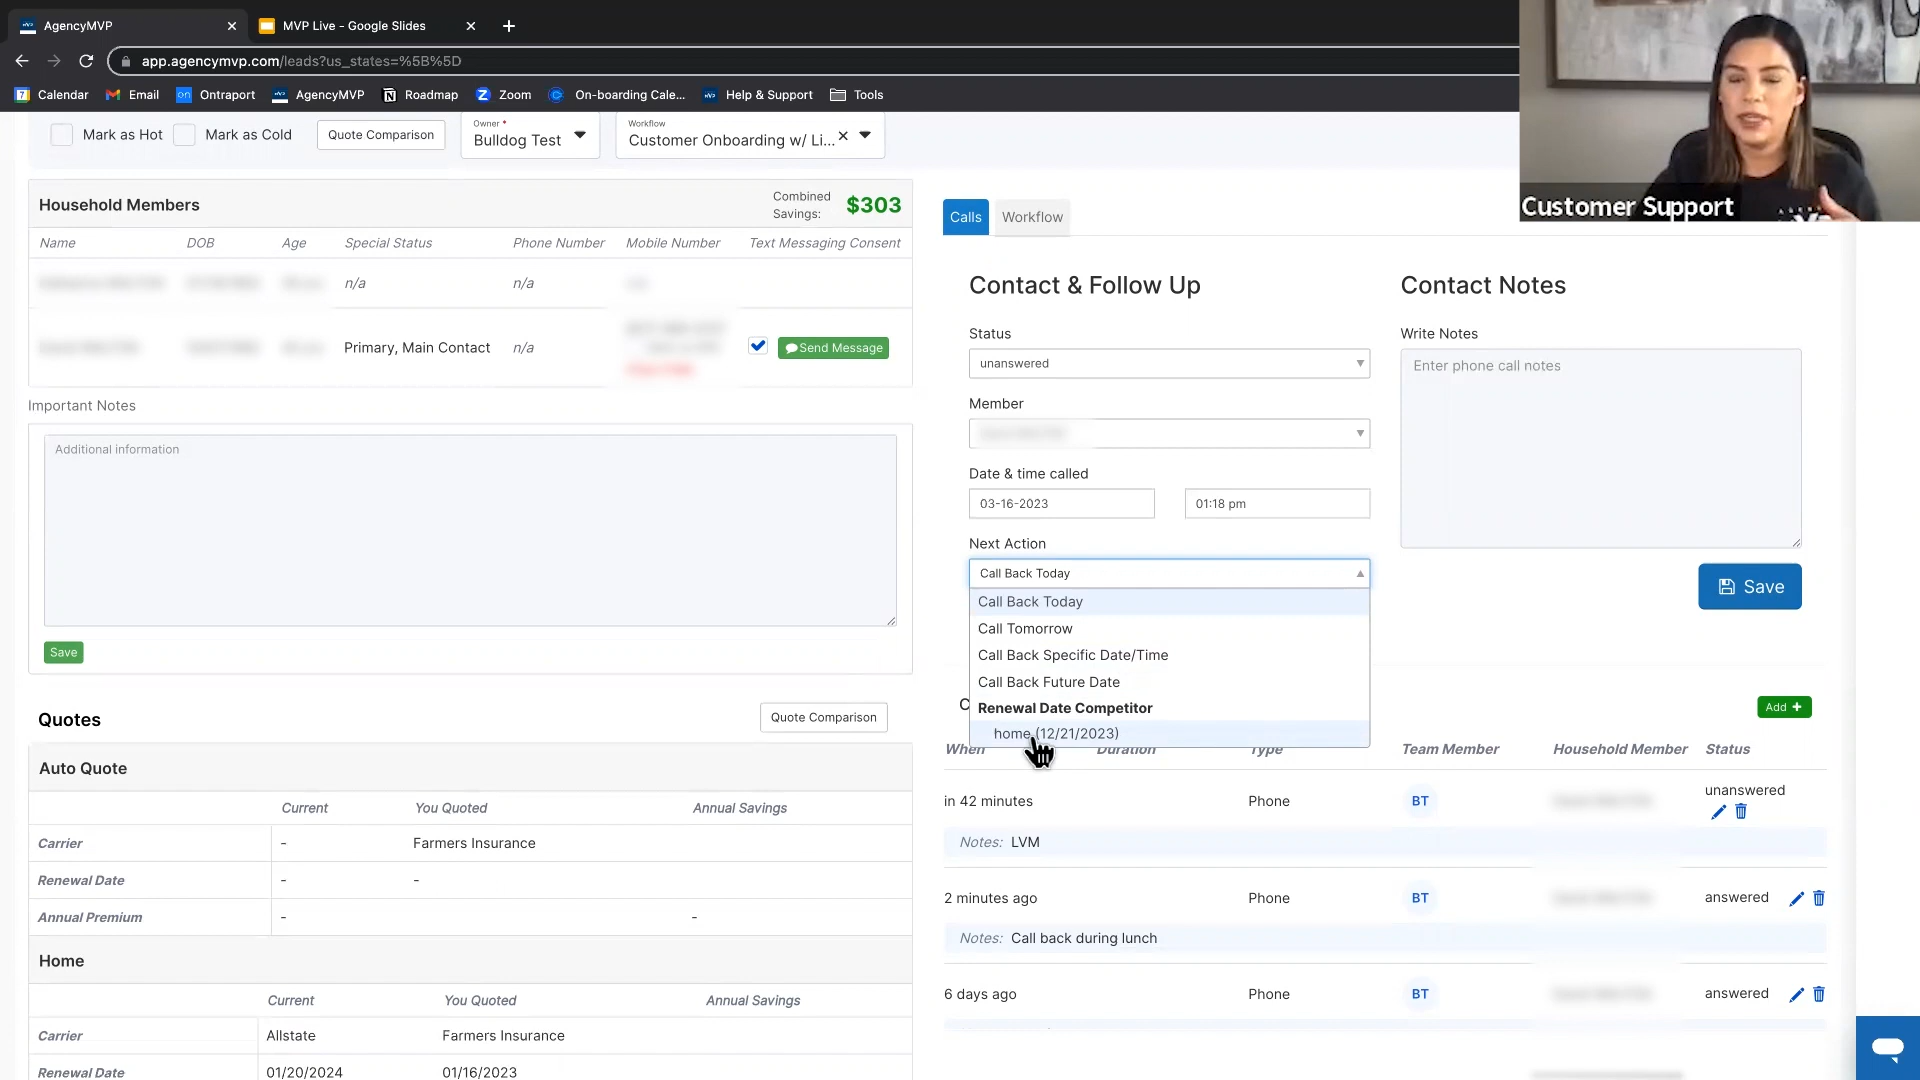 AgencyMVP
MVP Live - Google Slides
app.agencymvp.com/leads?us_states=%5B%5D
Calendar
Email
Ontraport
AgencyMVP
Roadmap
Zoom
On-boarding Cale...
Help & Support
Tools
Customer Support
Mark as Hot
Mark as Cold
Quote Comparison
Owner *
Bulldog Test
Workflow
Customer Onboarding w/ Li...
Household Members
Combined
Savings:
$303
Name DOB Age Special Status Phone Number Mobile Number Text Messaging Consent
n/a n/a
Primary, Main Contact n/a Send Message
Important Notes
Additional information
Save
Quotes
Quote Comparison
Auto Quote
Current You Quoted Annual Savings
Carrier - Farmers Insurance
Renewal Date - -
Annual Premium - -
Home
Current You Quoted Annual Savings
Carrier Allstate Farmers Insurance
Renewal Date 01/20/2024 01/16/2023
Calls
Workflow
Contact & Follow Up
Status
unanswered
Member
Date & time called
03-16-2023
01:18 pm
Next Action
Call Back Today
Call Back Today
Call Tomorrow
Call Back Specific Date/Time
Call Back Future Date
Renewal Date Competitor
home (12/21/2023)
Contact Notes
Write Notes
Enter phone call notes
Save
Add +
When Duration Type Team Member Household Member Status
in 42 minutes Phone BT unanswered
Notes: LVM
2 minutes ago Phone BT answered
Notes: Call back during lunch
6 days ago Phone BT answered